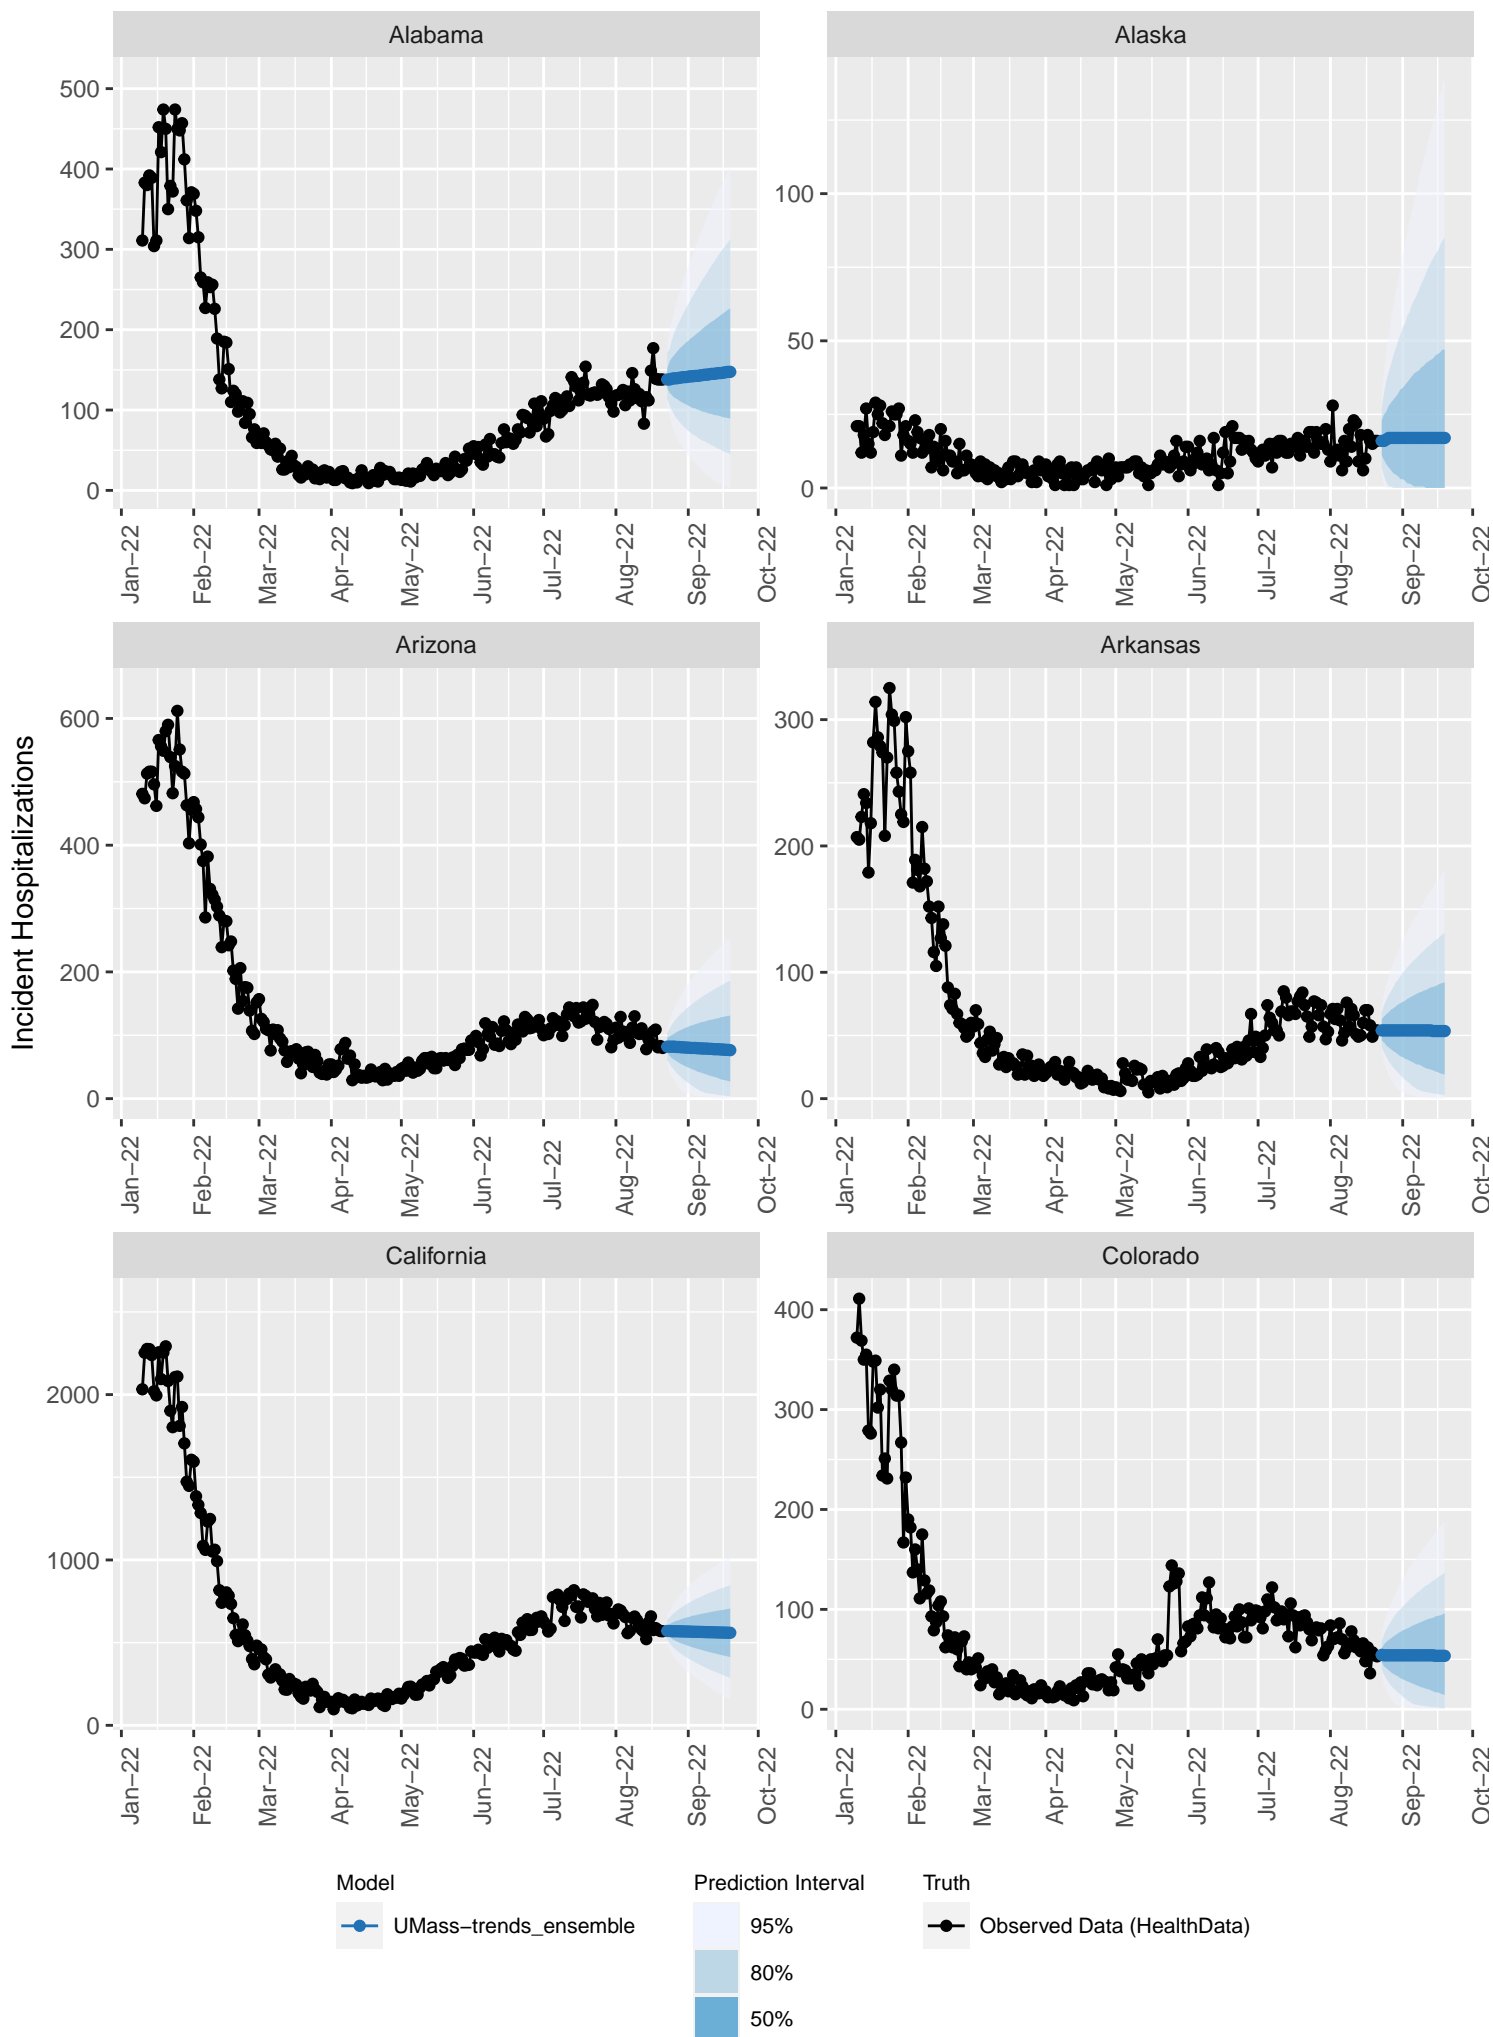 Alabama
Alaska
500
400
300
200
100
0
100
50
0
Jan−22
Feb−22
Mar−22
Apr−22
May−22
Jun−22
Jul−22
Aug−22
Sep−22
Oct−22
Jan−22
Feb−22
Mar−22
Apr−22
May−22
Jun−22
Jul−22
Aug−22
Sep−22
Oct−22
Arizona
Arkansas
Incident Hospitalizations
600
400
200
0
300
200
100
0
Jan−22
Feb−22
Mar−22
Apr−22
May−22
Jun−22
Jul−22
Aug−22
Sep−22
Oct−22
Jan−22
Feb−22
Mar−22
Apr−22
May−22
Jun−22
Jul−22
Aug−22
Sep−22
Oct−22
California
Colorado
2000
1000
0
400
300
200
100
0
Jan−22
Feb−22
Mar−22
Apr−22
May−22
Jun−22
Jul−22
Aug−22
Sep−22
Oct−22
Jan−22
Feb−22
Mar−22
Apr−22
May−22
Jun−22
Jul−22
Aug−22
Sep−22
Oct−22
Model
UMass−trends_ensemble
Prediction Interval
95%
80%
50%
Truth
Observed Data (HealthData)